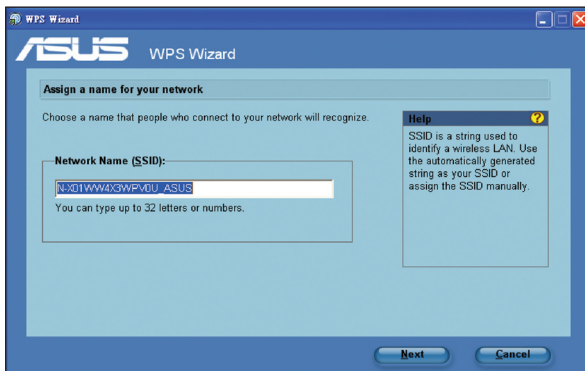 WPS Wizard
ASUS WPS Wizard
Assign a name for your network
Choose a name that people who connect to your network will recognize.
Network Name (SSID):
N-X01WW4X3WPV0U_ASUS
You can type up to 32 letters or numbers.
Help
SSID is a string used to
identify a wireless LAN. Use
the automatically generated
string as your SSID or
assign the SSID manually.
Next Cancel